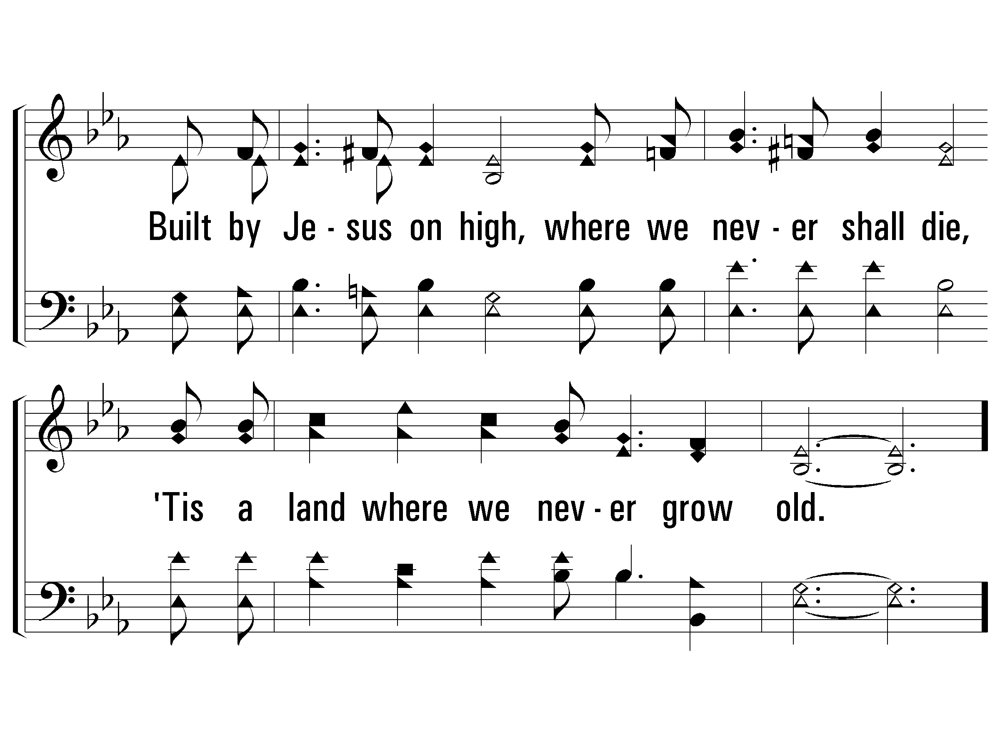 Built by Je - sus on high, where we nev - er shall die,
'Tis a land where we nev - er grow old.